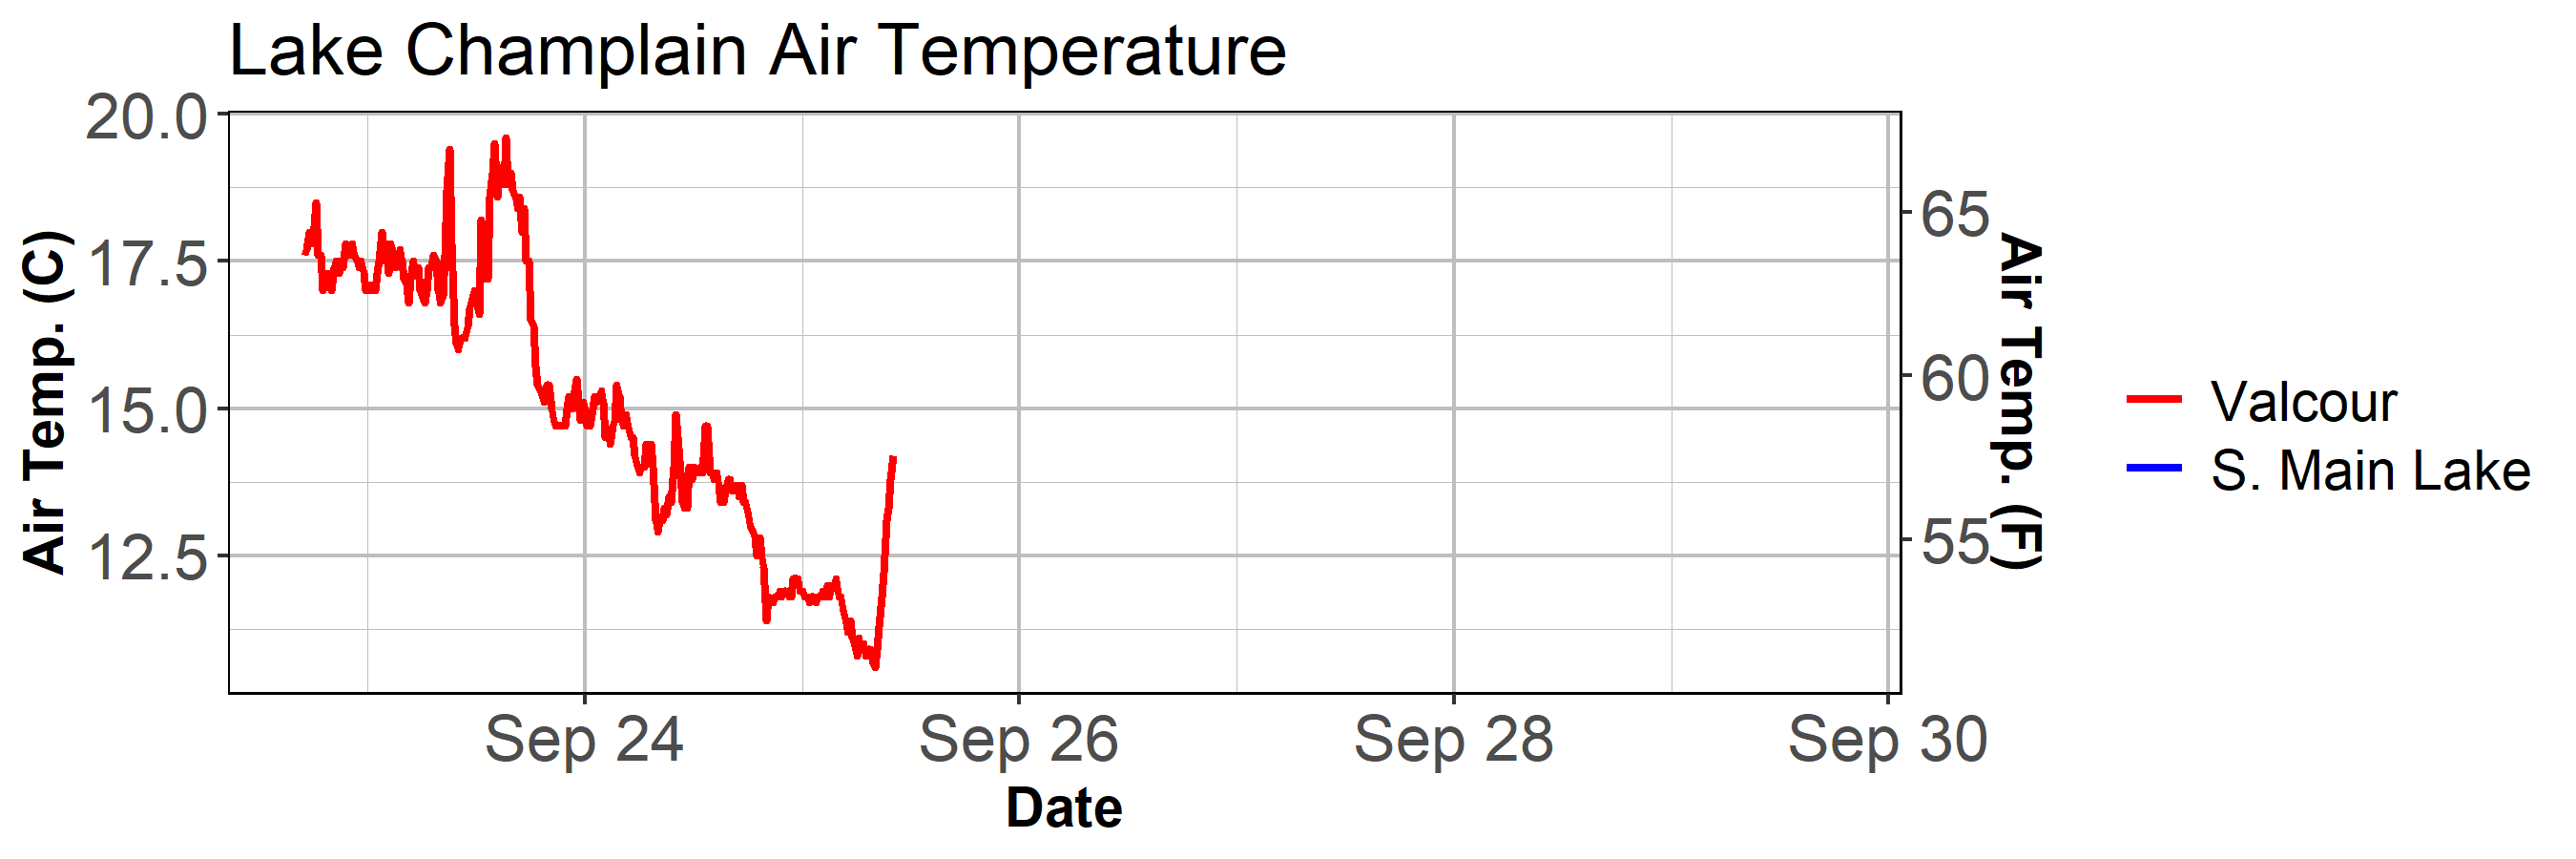 Lake Champlain Air Temperature
20.0
17.5
15.0
12.5
Air Temp. (C)
65
60
55
Air Temp. (F)
Sep 24 Sep 26 Sep 28 Sep 30
Date
Valcour
S. Main Lake